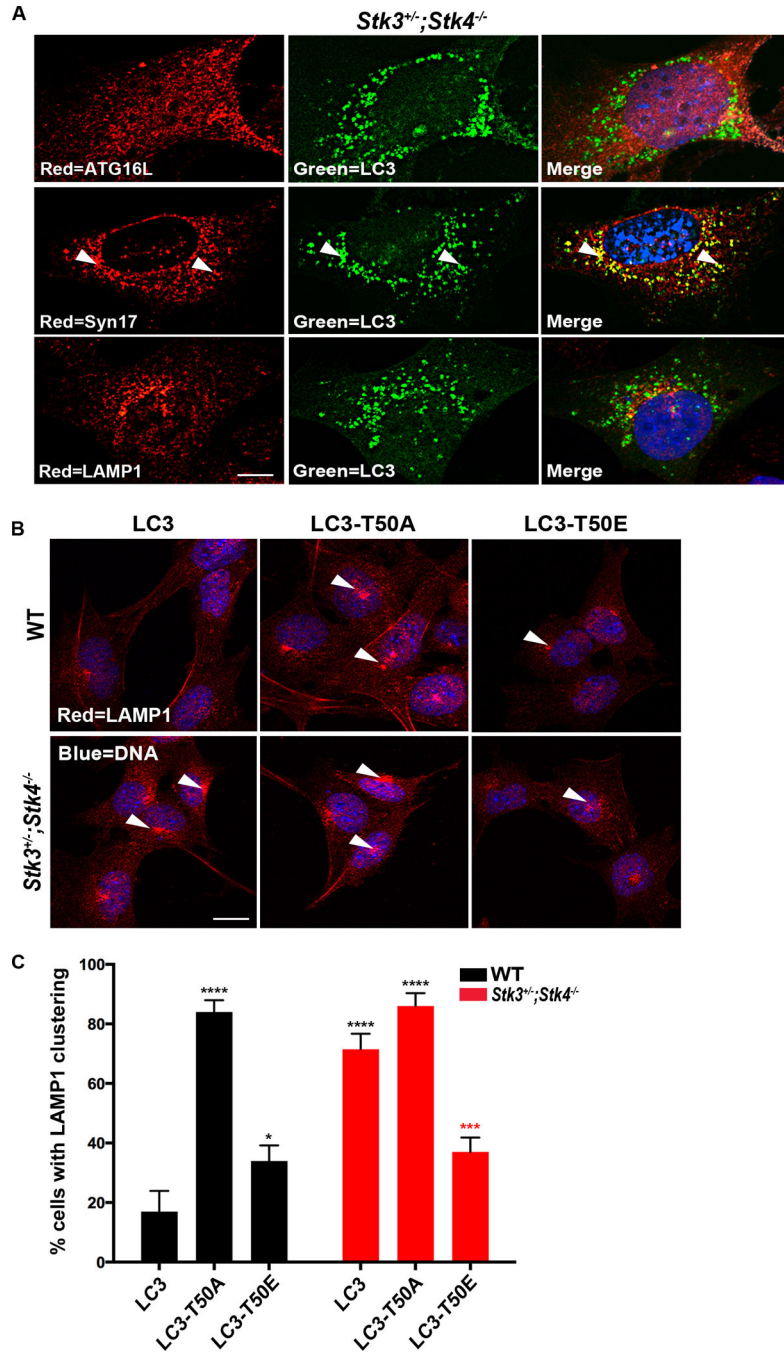 A
Stk3+/-;Stk4-/-
Red=ATG16L
Green=LC3
Merge
Red=Syn17
Green=LC3
Merge
Red=LAMP1
Green=LC3
Merge
B
LC3
LC3-T50A
LC3-T50E
WT
Red=LAMP1
Stk3+/-;Stk4-/-
Blue=DNA
C
% cells with LAMP1 clustering
100
80
60
40
20
0
****
*
****
****
***
WT
Stk3+/-;Stk4-/-
LC3
LC3-T50A
LC3-T50E
LC3
LC3-T50A
LC3-T50E